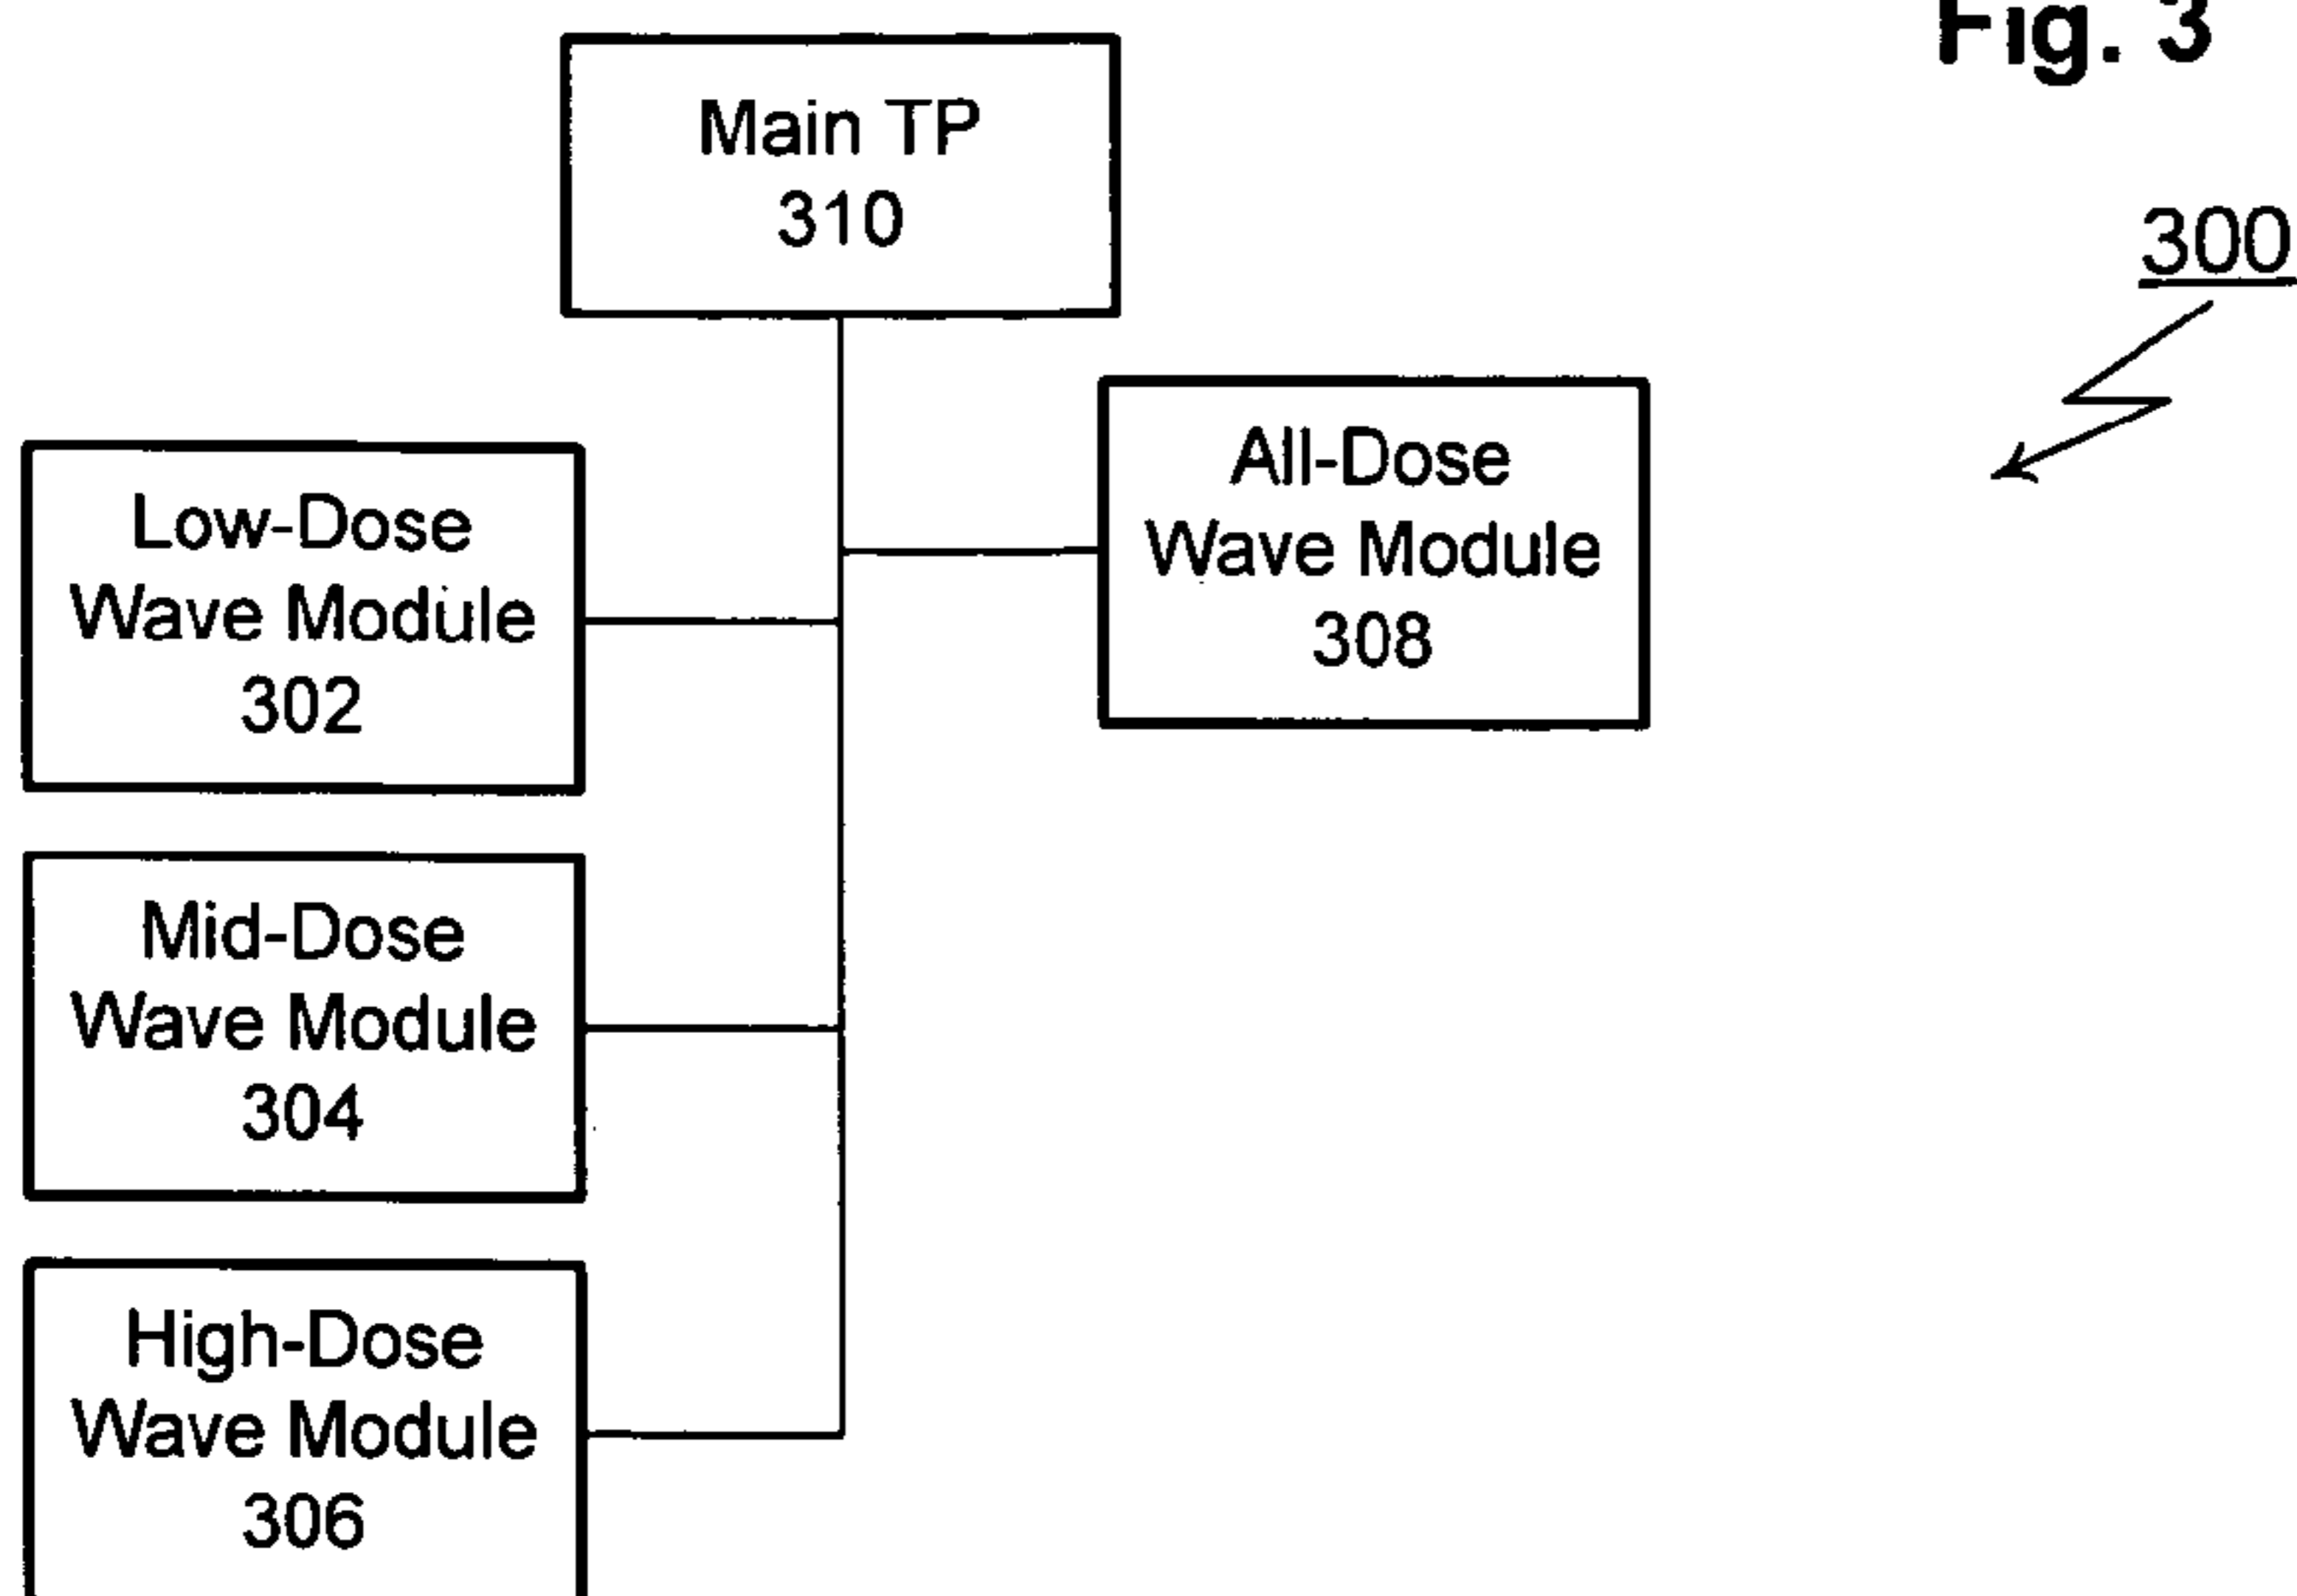 Fig. 3
Main TP
310
300
All-Dose
Wave Module
308
Low-Dose
Wave Module
302
Mid-Dose
Wave Module
304
High-Dose
Wave Module
306